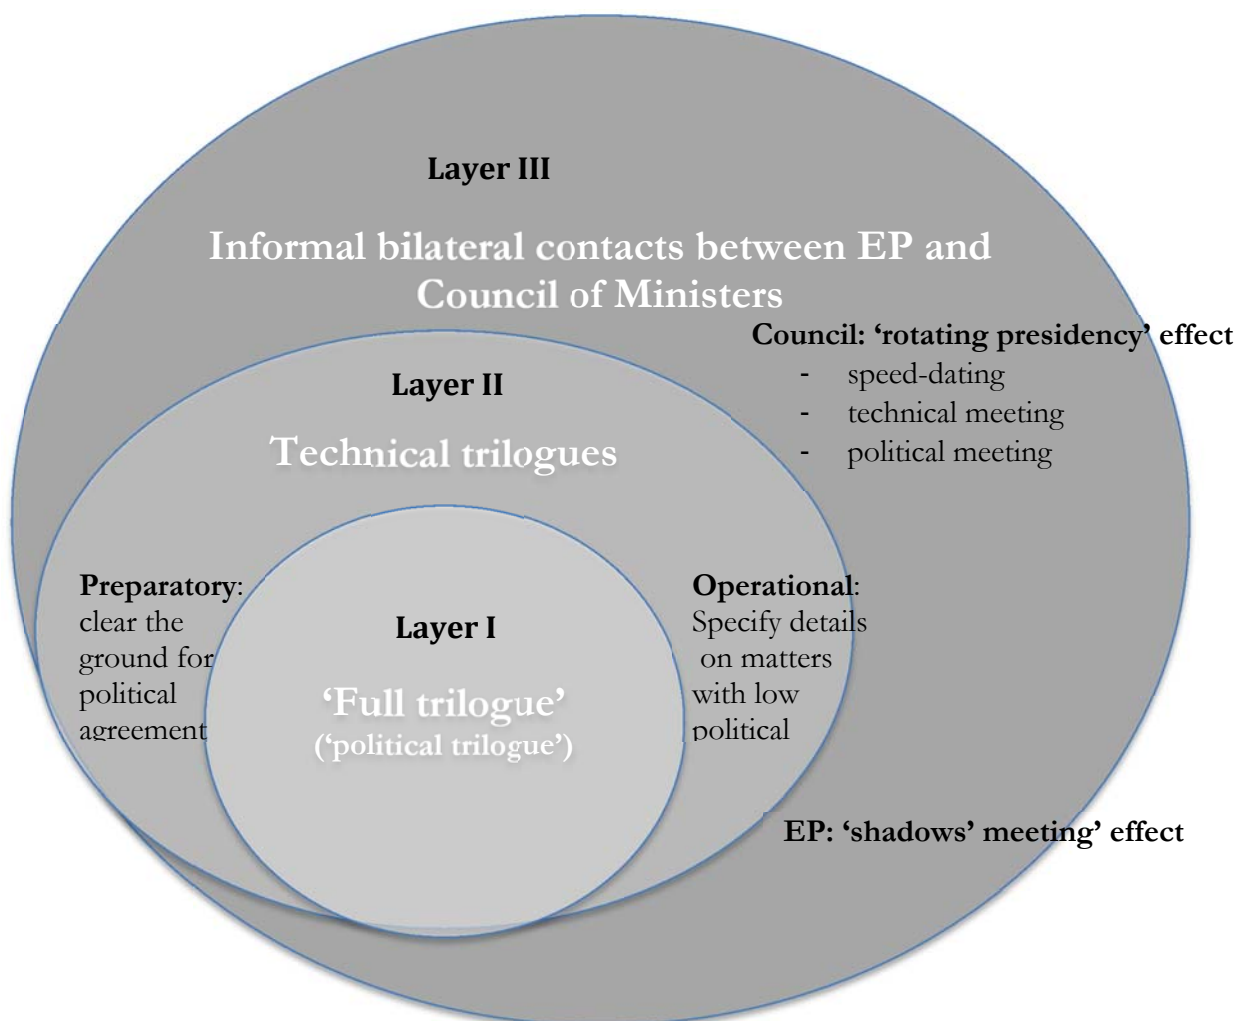 Layer III
Informal bilateral contacts between EP and
Council of Ministers
Council: ‘rotating presidency’ effect
- speed-dating
- technical meeting
- political meeting
Layer II
Technical trilogues
Preparatory:
clear the
ground for
political
agreement
Operational:
Specify details
on matters
with low
political
Layer I
‘Full trilogue’
(‘political trilogue’)
EP: ‘shadows’ meeting’ effect